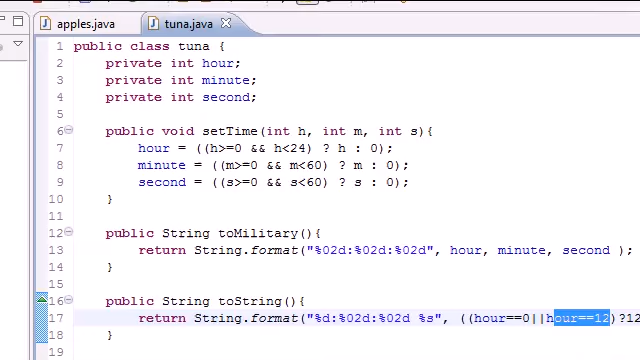 apples.java
tuna.java
1 public class tuna {
2 private int hour;
3 private int minute;
4 private int second;
5
6 public void setTime(int h, int m, int s){
7 hour = ((h>=0 && h<24) ? h : 0);
8 minute = ((m>=0 && m<60) ? m : 0);
9 second = ((s>=0 && s<60) ? s : 0);
10 }
11
12 public String toMilitary(){
13 return String.format("%02d:%02d:%02d", hour, minute, second );
14 }
15
16 public String toString(){
17 return String.format("%d:%02d:%02d %s", ((hour==0||hour==12)?12
18 }
19